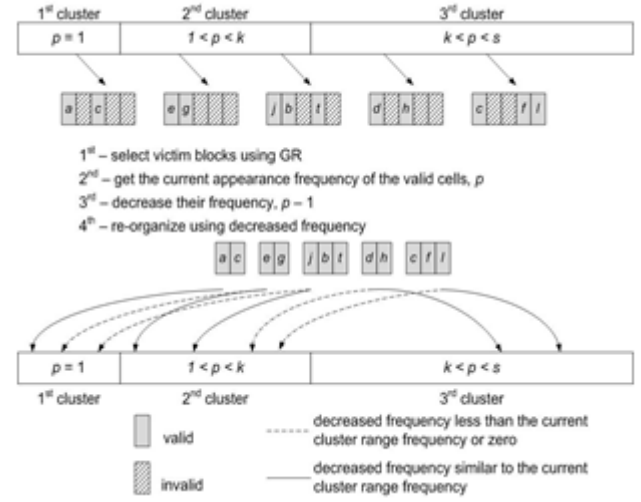 1st cluster 2nd cluster 3rd cluster
p = 1 1 < p < k k < p < s
a c e g j b t d h c f l
1st – select victim blocks using GR
2nd – get the current appearance frequency of the valid cells, p
3rd – decrease their frequency, p – 1
4th – re-organize using decreased frequency
a c e g j b t d h c f l
p = 1 1 < p < k k < p < s
1st cluster 2nd cluster 3rd cluster
valid
decreased frequency less than the current
cluster range frequency or zero
invalid
decreased frequency similar to the current
cluster range frequency